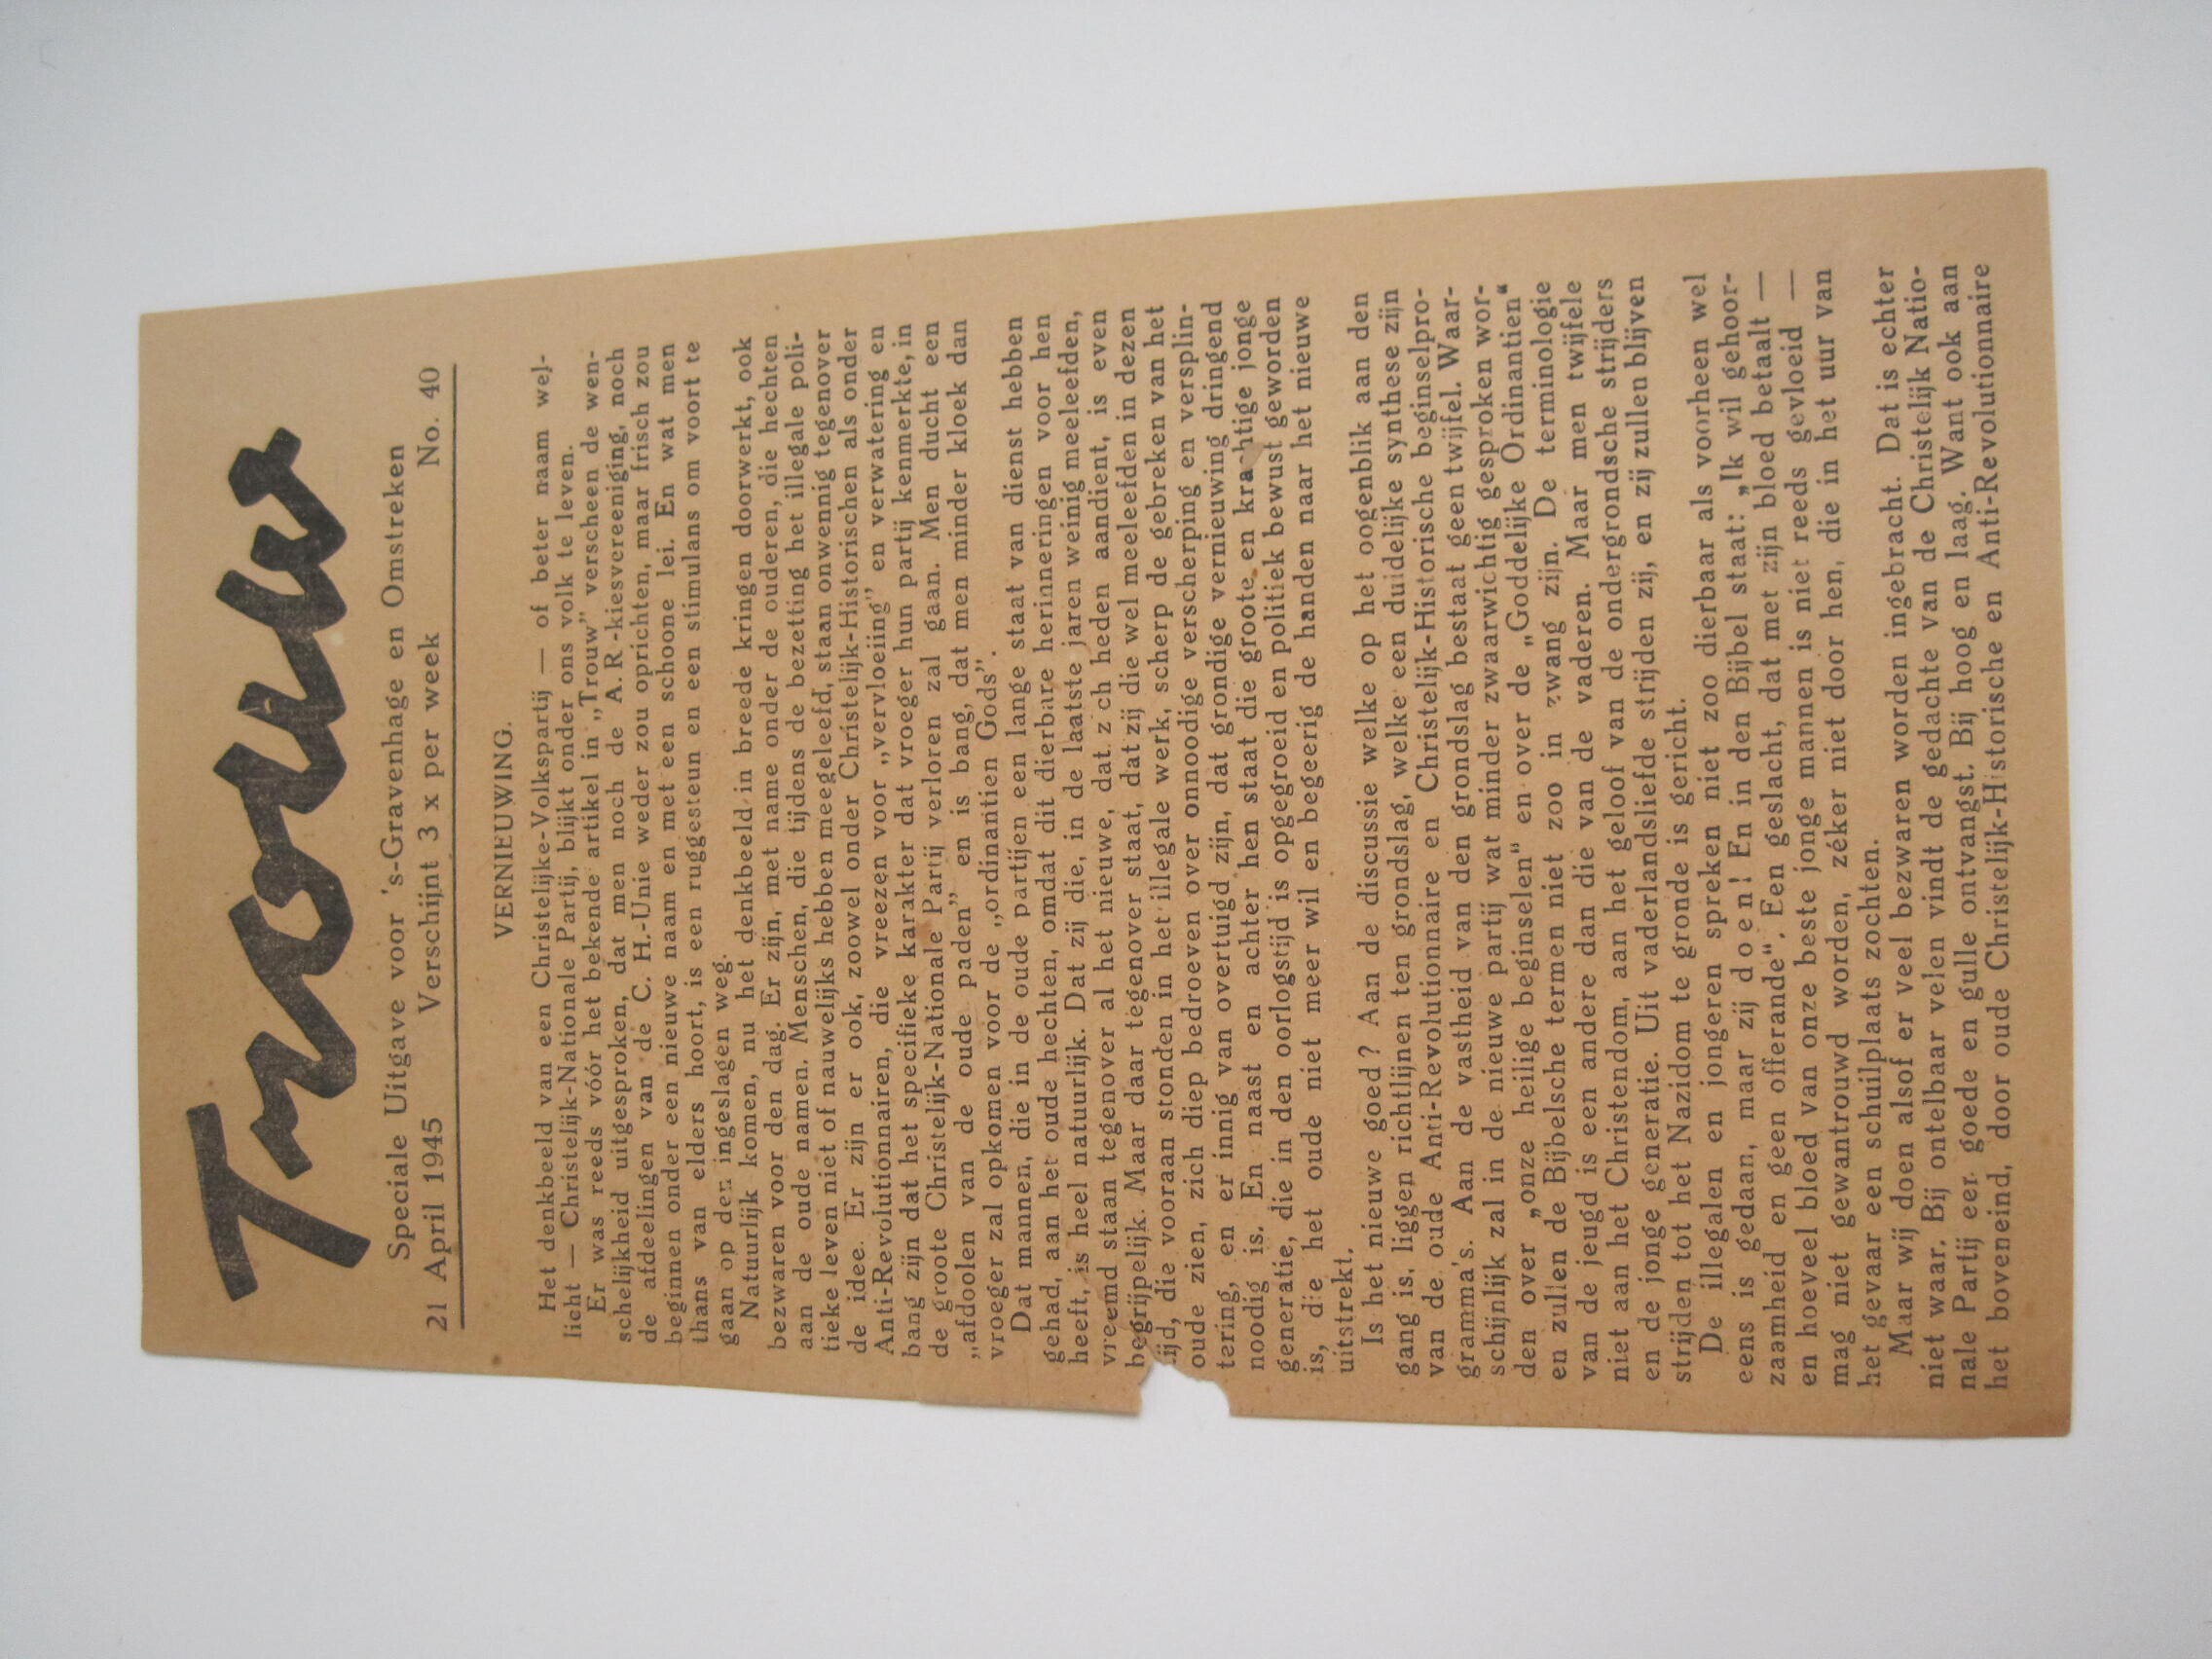 Trouw
Speciale Uitgave voor 's-Gravenhage en Omstreken
21 April 1945 Verschijnt 3 x per week No. 40
VERNIEUWING.
Het denkbeeld van een Christelijke-Volkspartij — of beter naam wel-
licht — Christelijk-Nationale Partij, blijkt onder ons volk te leven.
Er was reeds vóór het bekende artikel in „Trouw” verscheen de wen-
schelijkheid uitgesproken, dat men noch de A. R-kiesvereeniging, noch
de afdeelingen van de C. H.-Unie weder zou oprichten, maar frisch zou
beginnen onder een nieuwe naam en met een schoone lei. En wat men
thans van elders hoort, is een ruggesteun en een stimulans om voort te
gaan op den ingeslagen weg.
Natuurlijk komen, nu het denkbeeld in breede kringen doorwerkt, ook
bezwaren voor den dag. Er zijn, met name onder de ouderen, die hechten
aan de oude namen. Menschen, die tijdens de bezetting het illegale poli-
tieke leven niet of nauwelijks hebben meegeleefd, staan onwennig tegenover
de idee. Er zijn er ook, zoowel onder Christelijk-Historischen als onder
Anti-Revolutionnairen, die vreezen voor „vervloeiing” en verwatering en
bang zijn dat het specifieke karakter dat vroeger hun partij kenmerkte, in
de groote Christelijk-Nationale Partij verloren zal gaan. Men ducht een
„afdoolen van de oude paden” en is bang, dat men minder kloek dan
vroeger zal opkomen voor de „ordinantien Gods”.
Dat mannen, die in de oude partijen een lange staat van dienst hebben
gehad, aan het oude hechten, omdat dit dierbare herinneringen voor hen
heeft, is heel natuurlijk. Dat zij die, in de laatste jaren weinig meeleefden,
vreemd staan tegenover al het nieuwe, dat z ch heden aandient, is even
begrijpelijk. Maar daar tegenover staat, dat zij die wel meeleefden in dezen
ijd, die vooraan stonden in het illegale werk, scherp de gebreken van het
oude zien, zich diep bedroeven over onnoodige verscherping en versplin-
tering, en er innig van overtuigd zijn, dat grondige vernieuwing dringend
noodig is. En naast en achter hen staat die groote en krachtige jonge
generatie, die in den oorlogstijd is opgegroeid en politiek bewust geworden
is, die het oude niet meer wil en begeerig de handen naar het nieuwe
uitstrekt.
Is het nieuwe goed? Aan de discussie welke op het oogenblik aan den
gang is, liggen richtlijnen ten grondslag, welke een duidelijke synthese zijn
van de oude Anti-Revolutionnaire en Christelijk-Historische beginselpro-
gramma's. Aan de vastheid van den grondslag bestaat geen twijfel. Waar-
schijnlijk zal in de nieuwe partij wat minder zwaarwichtig gesproken wor-
den over „onze heilige beginselen“ en over de „Goddelijke Ordinantien“
en zullen de Bijbelsche termen niet zoo in zwang zijn. De terminologie
van de jeugd is een andere dan die van de vaderen. Maar men twijfele
niet aan het Christendom, aan het geloof van de ondergrondsche strijders
en de jonge generatie. Uit vaderlandsliefde strijden zij, en zij zullen blijven
strijden tot het Nazidom te gronde is gericht.
De illegalen en jongeren spreken niet zoo dierbaar als voorheen wel
eens is gedaan, maar zij doen! En in den Bijbel staat: „Ik wil gehoor-
zaamheid en geen offerande“. Een geslacht, dat met zijn bloed betaalt —
en hoeveel bloed van onze beste jonge mannen is niet reeds gevloeid —
mag niet gewantrouwd worden, zéker niet door hen, die in het uur van
het gevaar een schuilplaats zochten.
Maar wij doen alsof er veel bezwaren worden ingebracht. Dat is echter
niet waar. Bij ontelbaar velen vindt de gedachte van de Christelijk Natio-
nale Partij eer goede en gulle ontvangst. Bij hoog en laag. Want ook aan
het boveneind, door oude Christelijk-Historische en Anti-Revolutionnaire